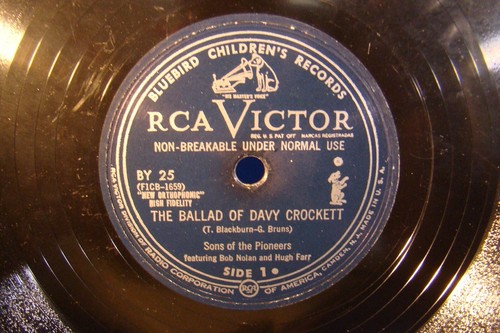 BLUEBIRD CHILDREN'S RECORDS
"HIS MASTER'S VOICE"
RCA VICTOR
REG. U.S. PAT. OFF. MARCAS REGISTRADAS
NON-BREAKABLE UNDER NORMAL USE
BY 25
(F1CB-1659)
"NEW ORTHOPHONIC"
HIGH FIDELITY
THE BALLAD OF DAVY CROCKETT
(T. Blackburn-G. Bruns)
Sons of the Pioneers
featuring Bob Nolan and Hugh Farr
SIDE 1
RCA VICTOR DIVISION OF RADIO CORPORATION OF AMERICA, CAMDEN, N.J. MADE IN U.S.A.
RCA